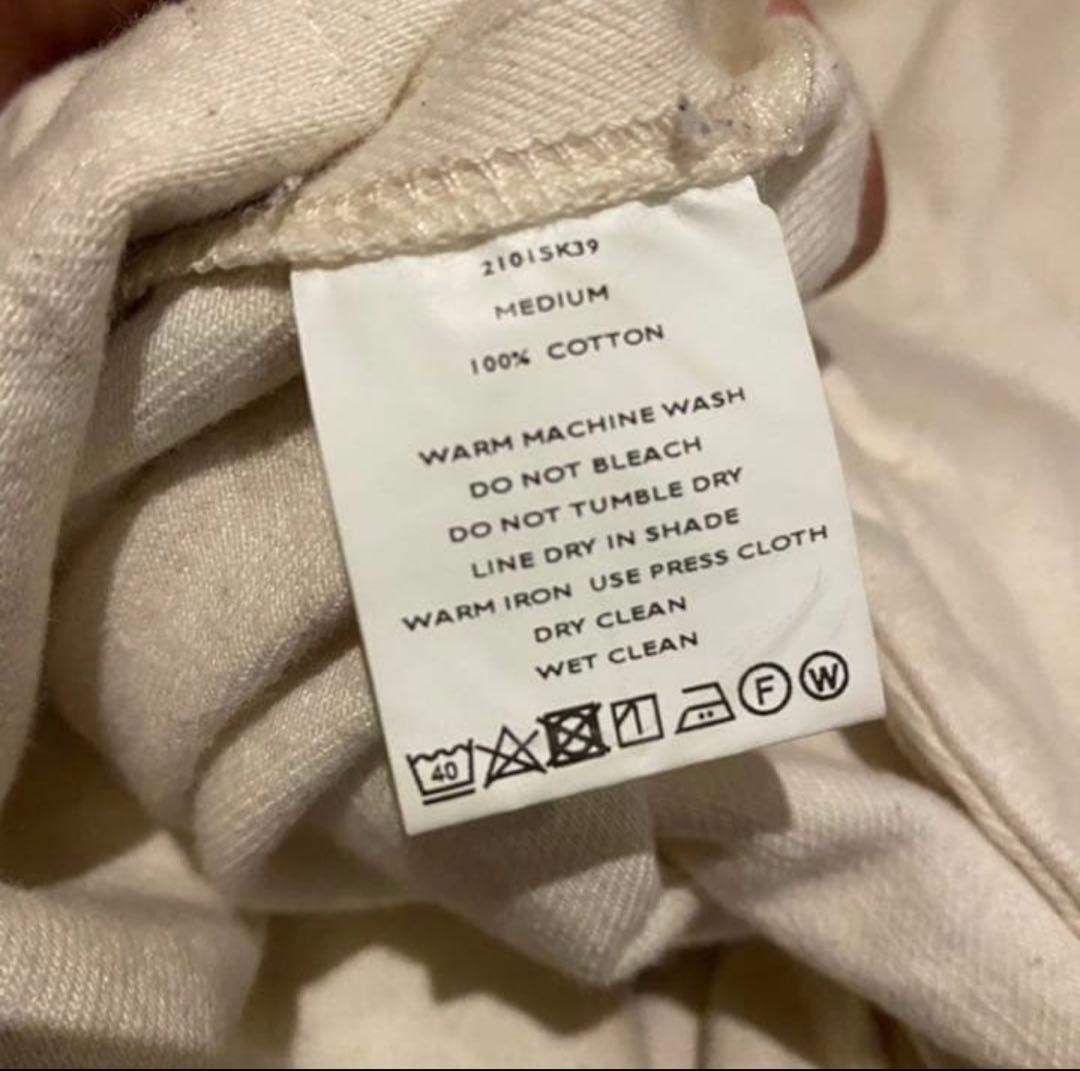 2101SK39
MEDIUM
100% COTTON
WARM MACHINE WASH
DO NOT BLEACH
DO NOT TUMBLE DRY
LINE DRY IN SHADE
WARM IRON USE PRESS CLOTH
DRY CLEAN
WET CLEAN
40 F W